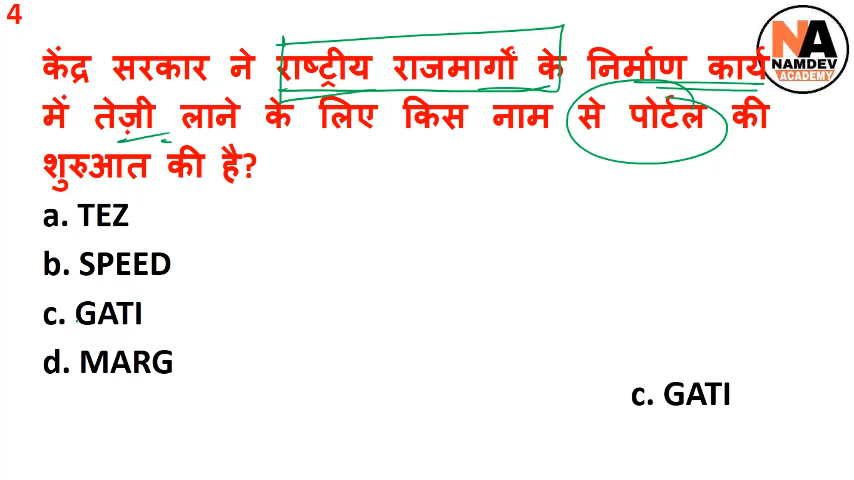 4
केंद्र सरकार ने राष्ट्रीय राजमार्गों के निर्माण कार्य
में तेज़ी लाने के लिए किस नाम से पोर्टल की
शुरुआत की है?
a. TEZ
b. SPEED
c. GATI
d. MARG
c. GATI
NA
NAMDEV
ACADEMY